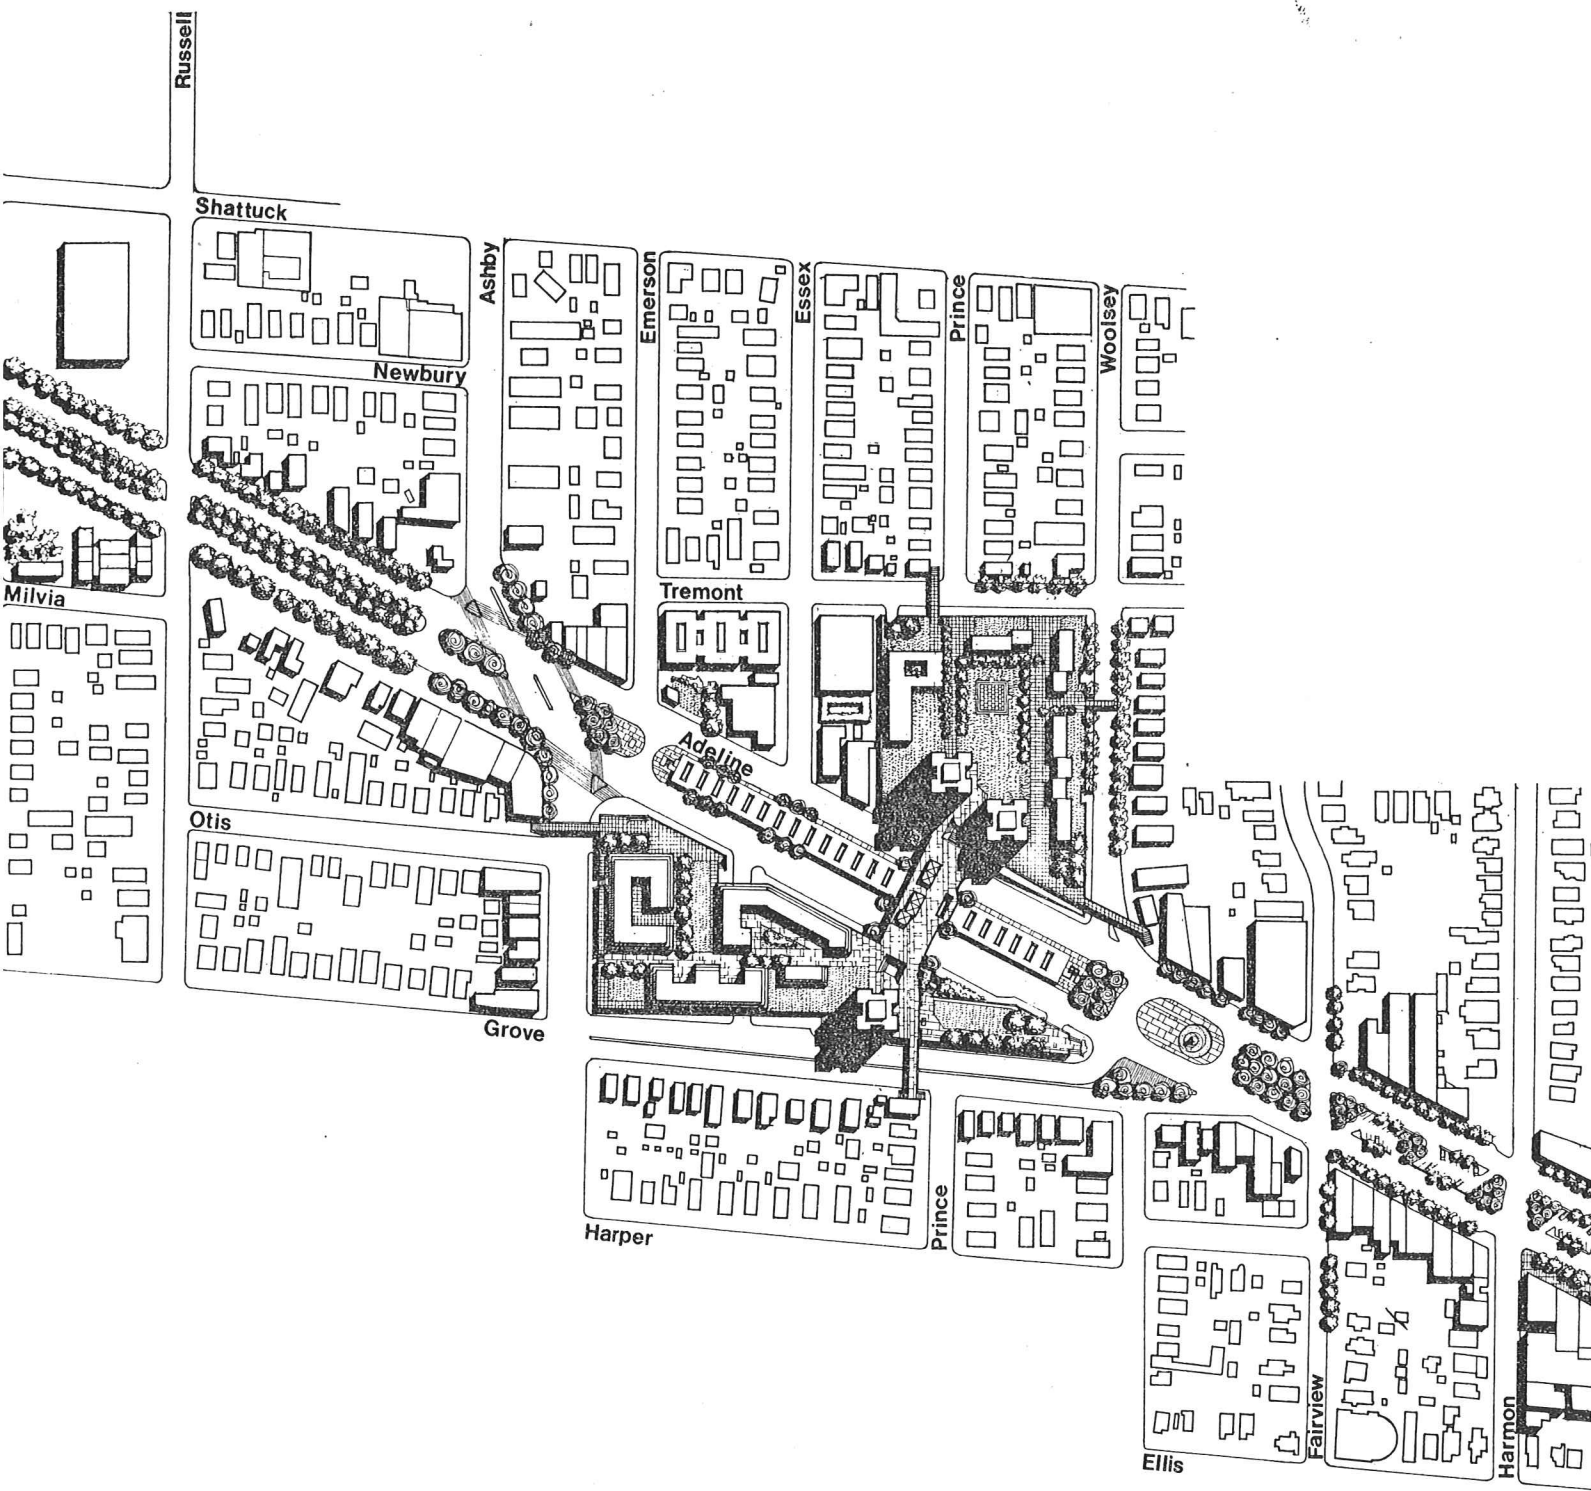 Russell
Shattuck
Ashby
Emerson
Essex
Prince
Woolsey
Newbury
Milvia
Tremont
Adeline
Otis
Grove
Harper
Prince
Ellis
Fairview
Harmon